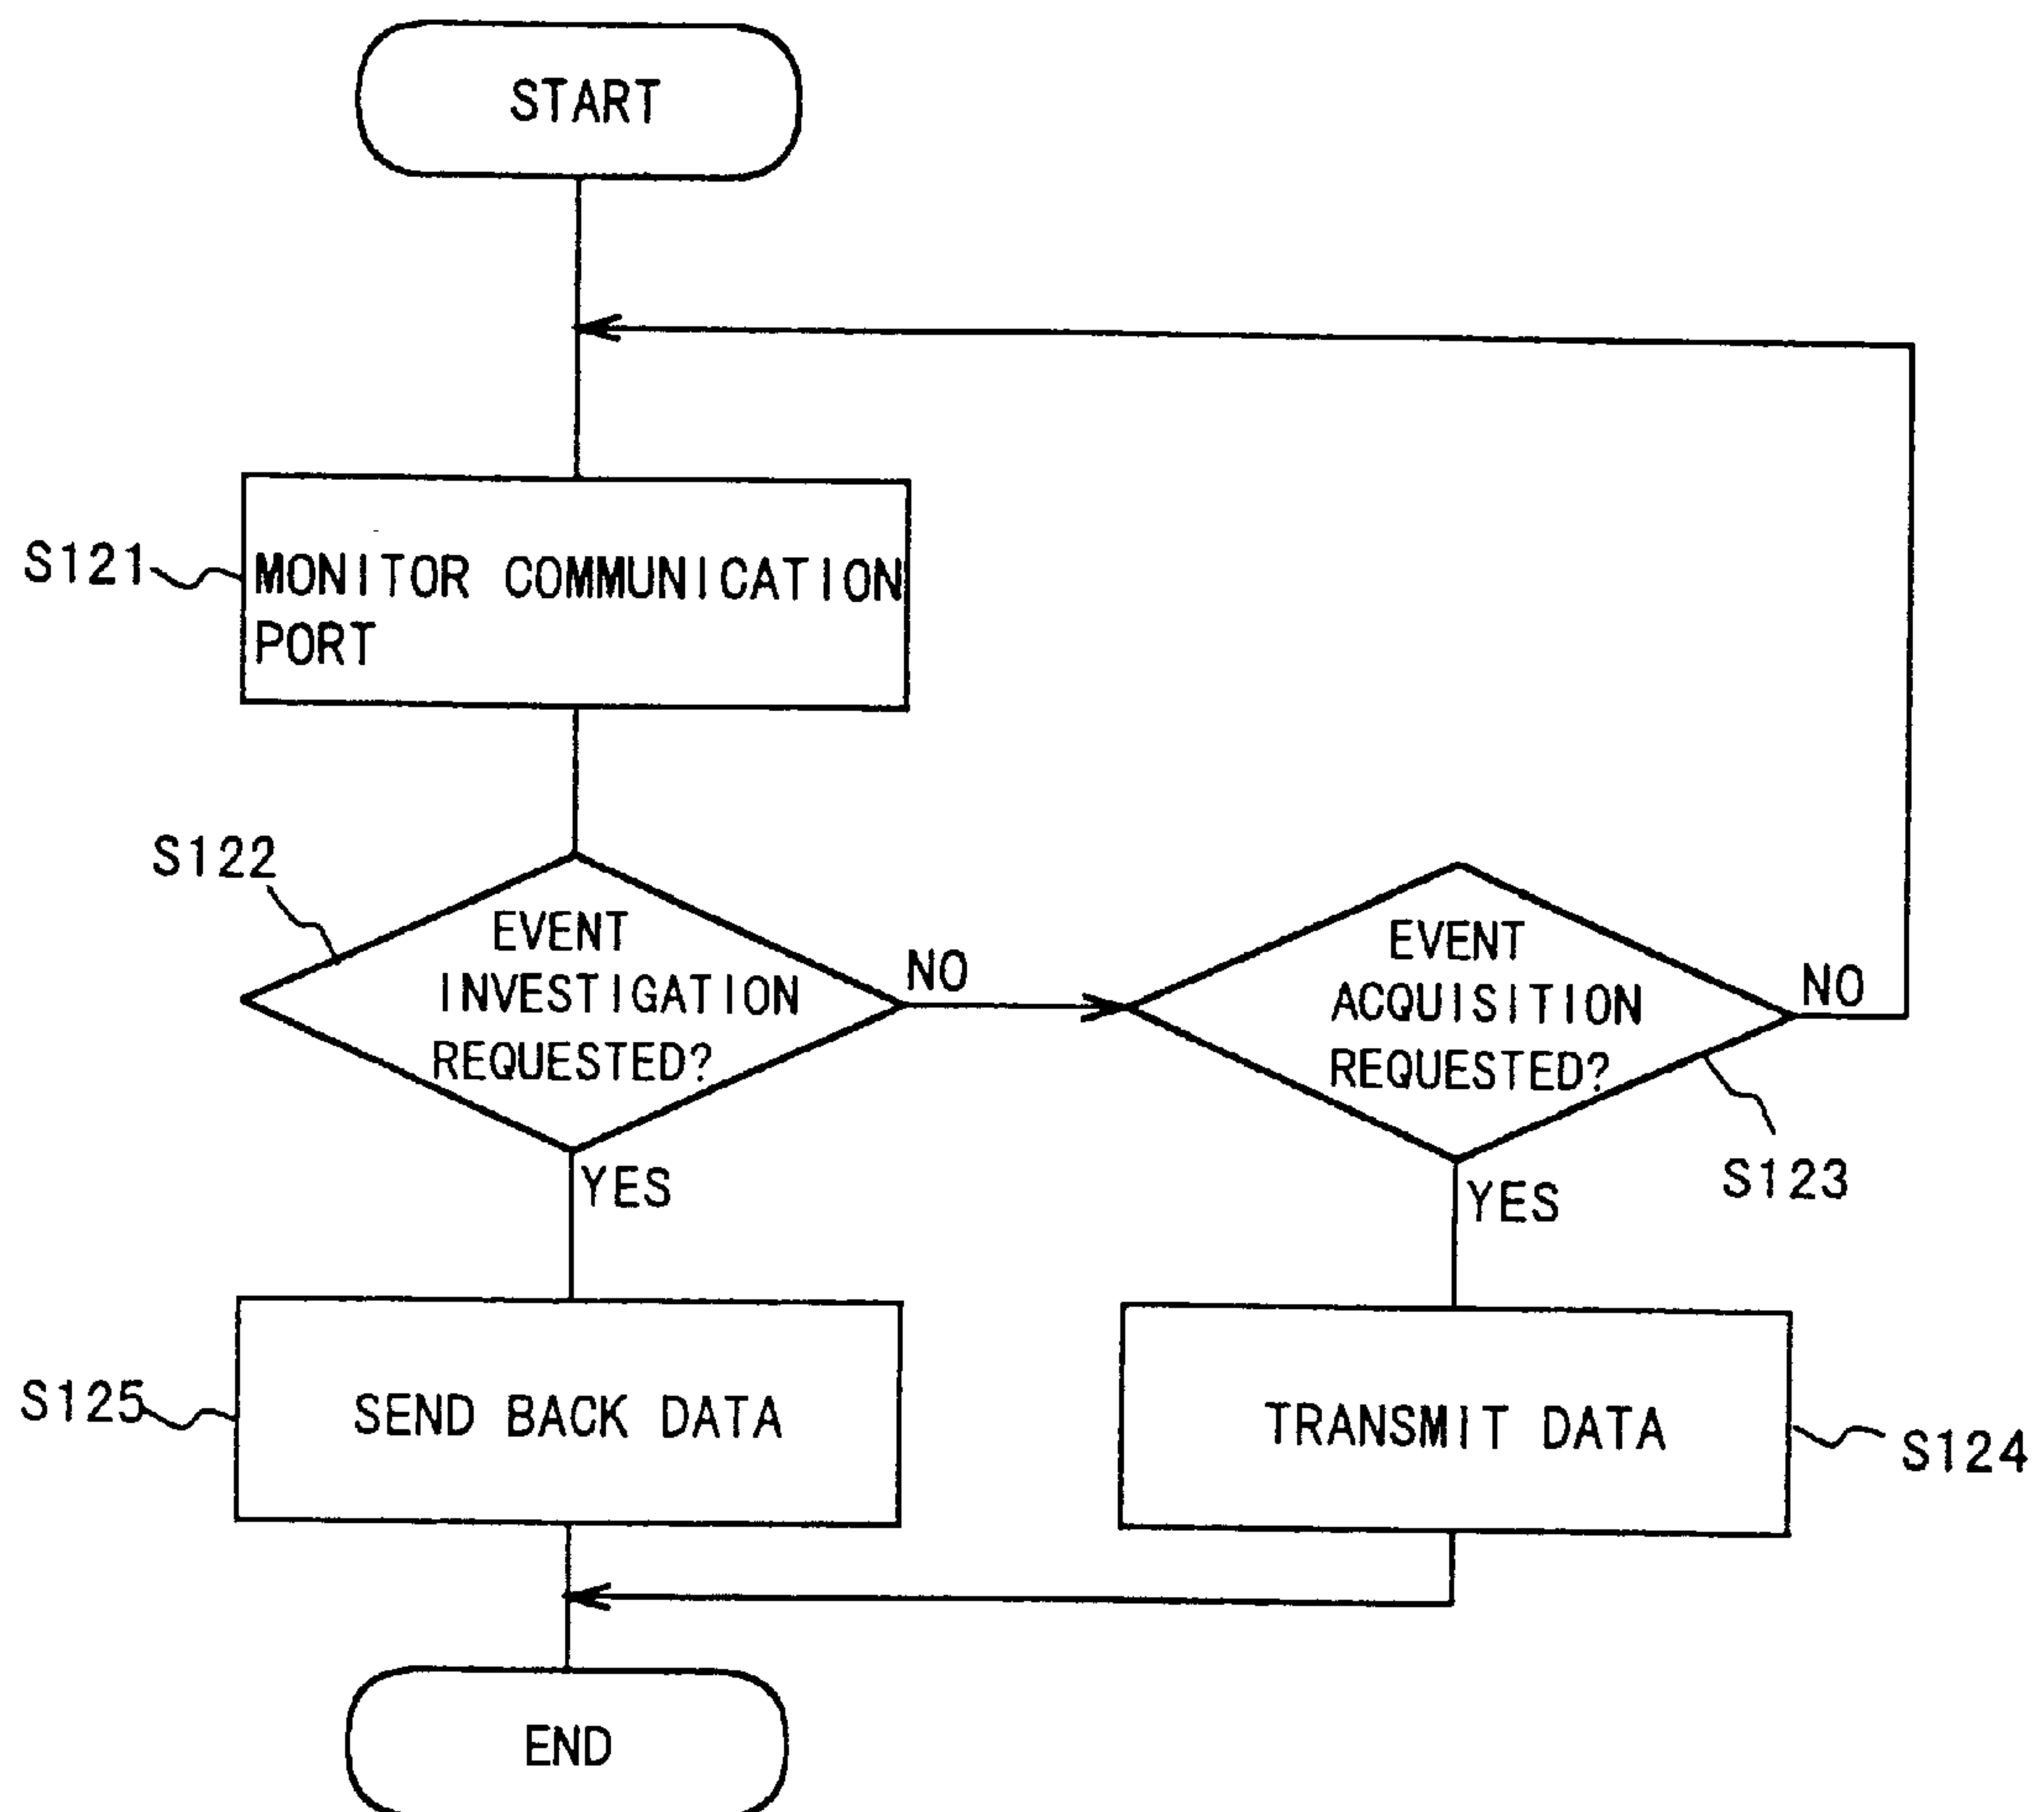 START
S121
MONITOR COMMUNICATION
PORT
S122
EVENT
INVESTIGATION
REQUESTED?
NO
EVENT
ACQUISITION
REQUESTED?
NO
S123
YES
YES
S125
SEND BACK DATA
TRANSMIT DATA
S124
END